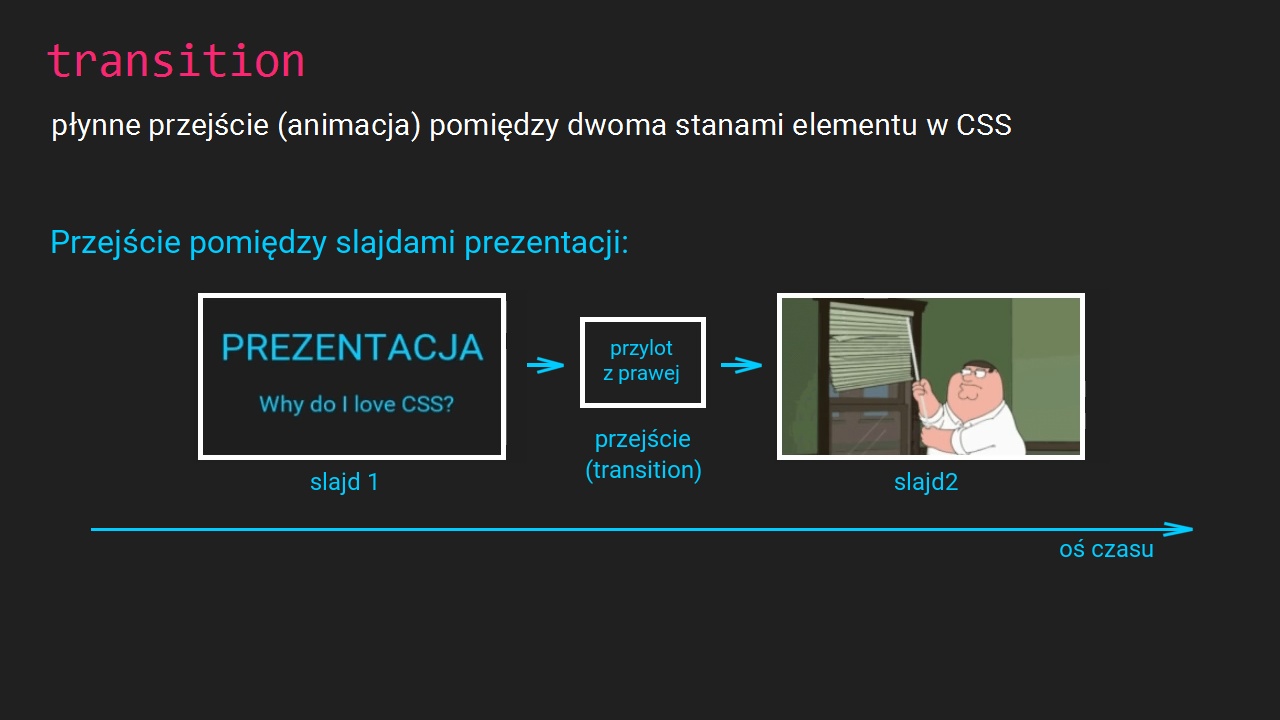 transition
płynne przejście (animacja) pomiędzy dwoma stanami elementu w CSS
Przejście pomiędzy slajdami prezentacji:
PREZENTACJA
Why do I love CSS?
slajd 1
przylot
z prawej
przejście
(transition)
slajd2
oś czasu